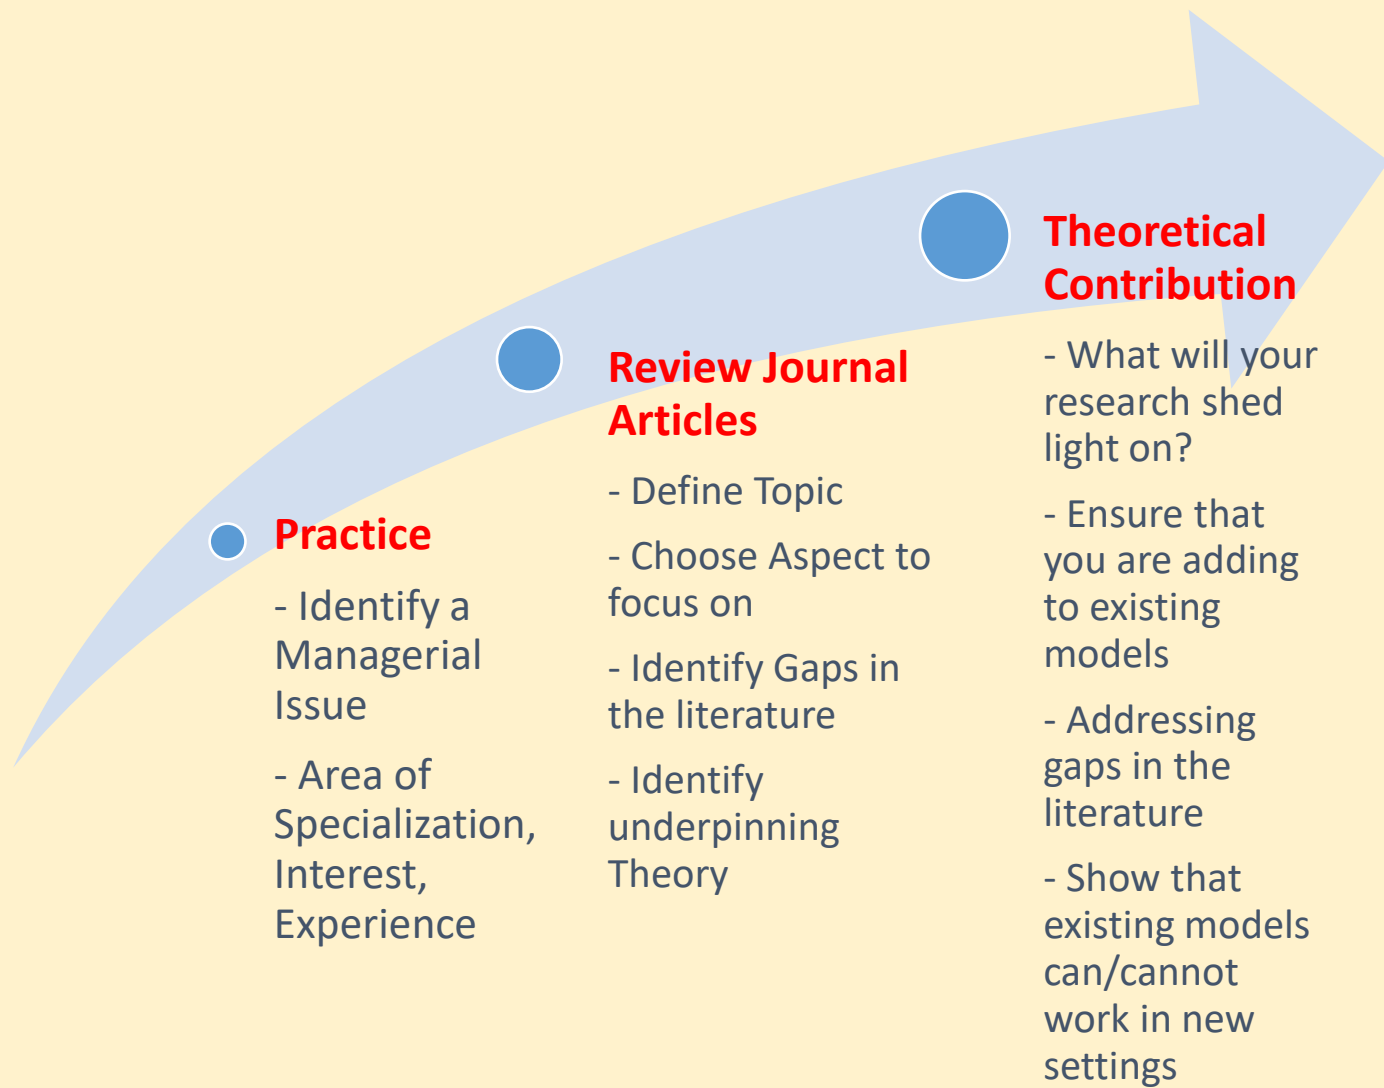 Practice
- Identify a
Managerial
Issue
- Area of
Specialization,
Interest,
Experience
Review Journal
Articles
- Define Topic
- Choose Aspect to
focus on
- Identify Gaps in
the literature
- Identify
underpinning
Theory
Theoretical
Contribution
- What will your
research shed
light on?
- Ensure that
you are adding
to existing
models
- Addressing
gaps in the
literature
- Show that
existing models
can/cannot
work in new
settings